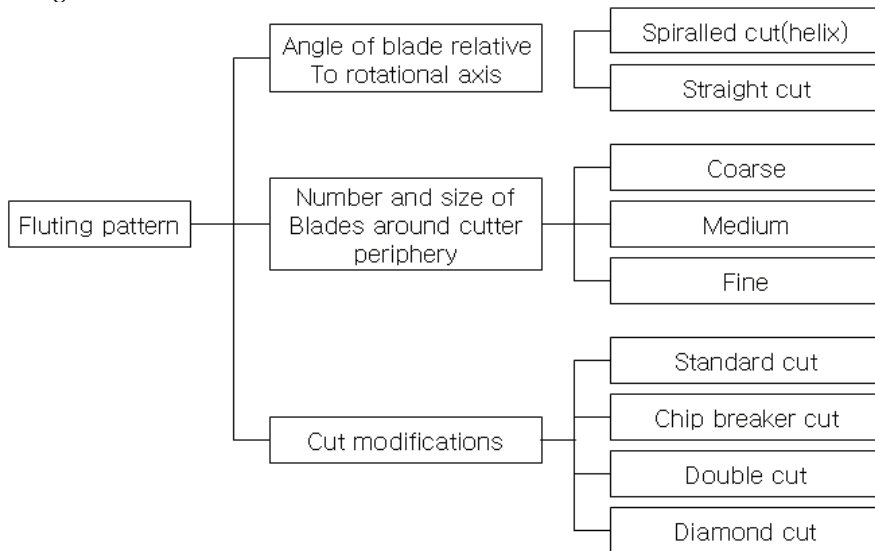 Fluting pattern
Angle of blade relative
To rotational axis
Spiralled cut(helix)
Straight cut
Number and size of
Blades around cutter
periphery
Coarse
Medium
Fine
Cut modifications
Standard cut
Chip breaker cut
Double cut
Diamond cut